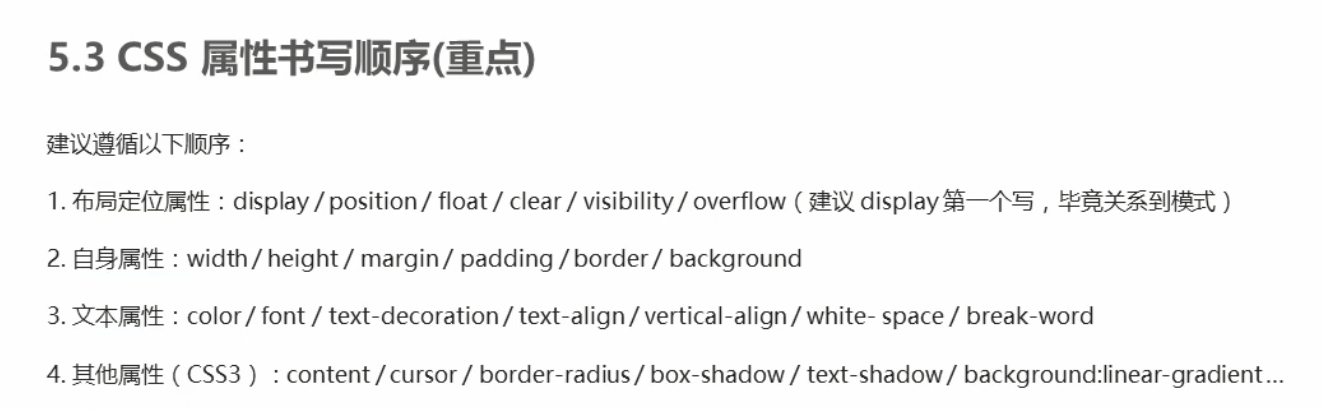 5.3 CSS 属性书写顺序(重点)
建议遵循以下顺序：
1. 布局定位属性：display / position / float / clear / visibility / overflow（建议 display 第一个写，毕竟关系到模式）
2. 自身属性：width / height / margin / padding / border / background
3. 文本属性：color / font / text-decoration / text-align / vertical-align / white- space / break-word
4. 其他属性（CSS3）：content / cursor / border-radius / box-shadow / text-shadow / background:linear-gradient…